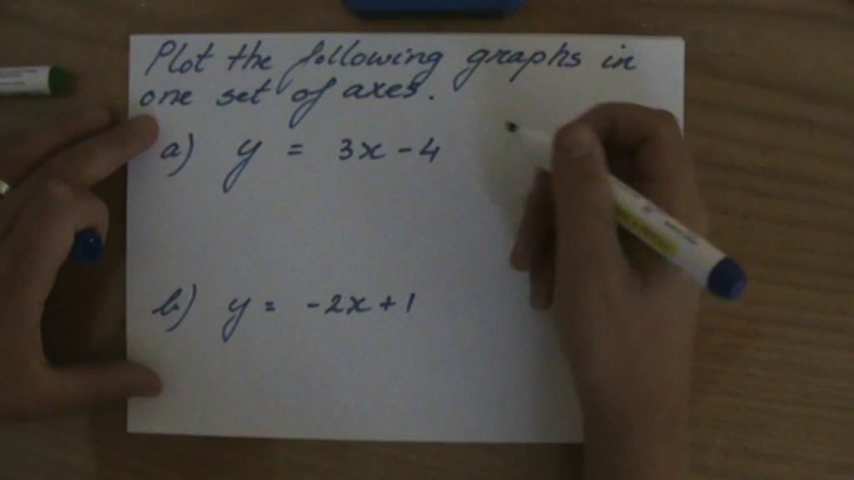 Plot the following graphs in
one set of axes.
a) y = 3x - 4
b) y = -2x + 1